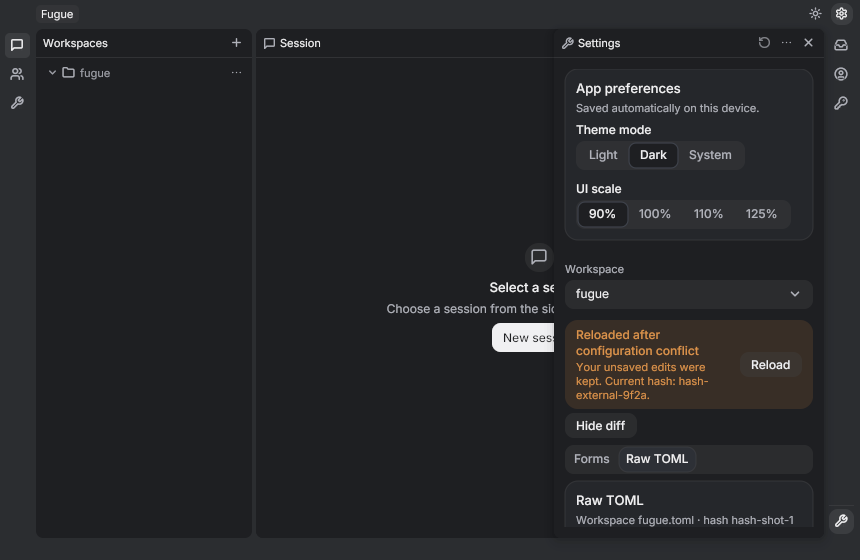 Fugue
Workspaces
fugue
Session
Select a se
Choose a session from the sid
New sess
Settings
App preferences
Saved automatically on this device.
Theme mode
Light Dark System
UI scale
90% 100% 110% 125%
Workspace
fugue
Reloaded after
configuration conflict
Your unsaved edits were
kept. Current hash: hash-
external-9f2a.
Reload
Hide diff
Forms Raw TOML
Raw TOML
Workspace fugue.toml · hash hash-shot-1